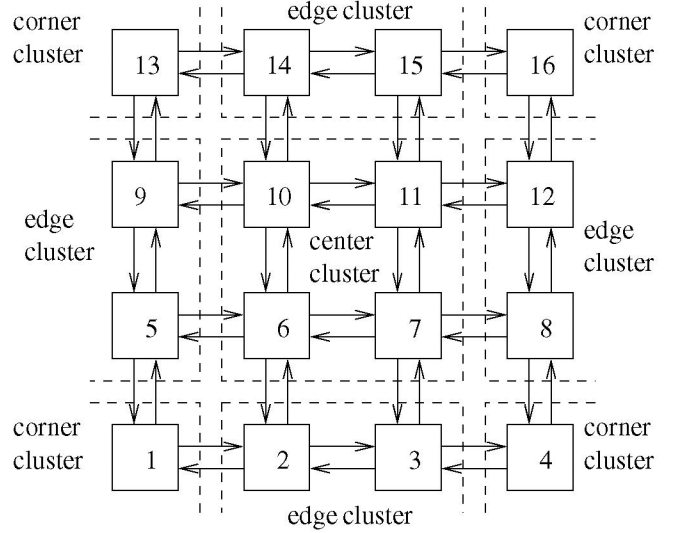 edge cluster
corner
cluster
corner
cluster
13
14
15
16
9
10
11
12
edge
cluster
center
cluster
edge
cluster
5
6
7
8
corner
cluster
1
2
3
4
corner
cluster
edge cluster